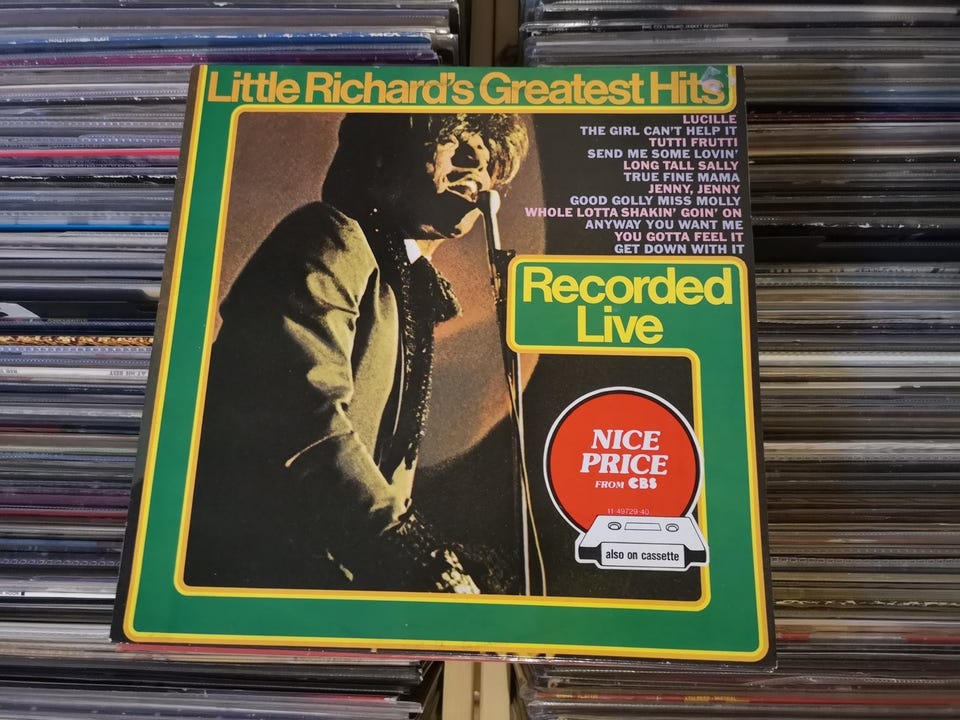 Little Richard's Greatest Hits
LUCILLE
THE GIRL CAN'T HELP IT
TUTTI FRUTTI
SEND ME SOME LOVIN'
LONG TALL SALLY
TRUE FINE MAMA
JENNY, JENNY
GOOD GOLLY MISS MOLLY
WHOLE LOTTA SHAKIN' GOIN' ON
ANYWAY YOU WANT ME
YOU GOTTA FEEL IT
GET DOWN WITH IT
Recorded
Live
NICE
PRICE
FROM CBS
11-49729-40
also on cassette